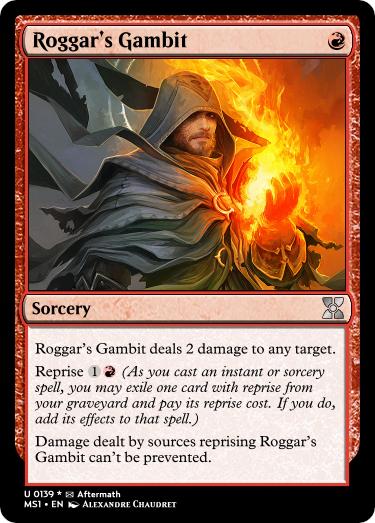 Roggar's Gambit
Sorcery
Roggar's Gambit deals 2 damage to any target.
Reprise 1 (As you cast an instant or sorcery
spell, you may exile one card with reprise from
your graveyard and pay its reprise cost. If you do,
add its effects to that spell.)
Damage dealt by sources reprising Roggar's
Gambit can't be prevented.
U 0139 * Aftermath
MS1 • EN Alexandre Chaudret